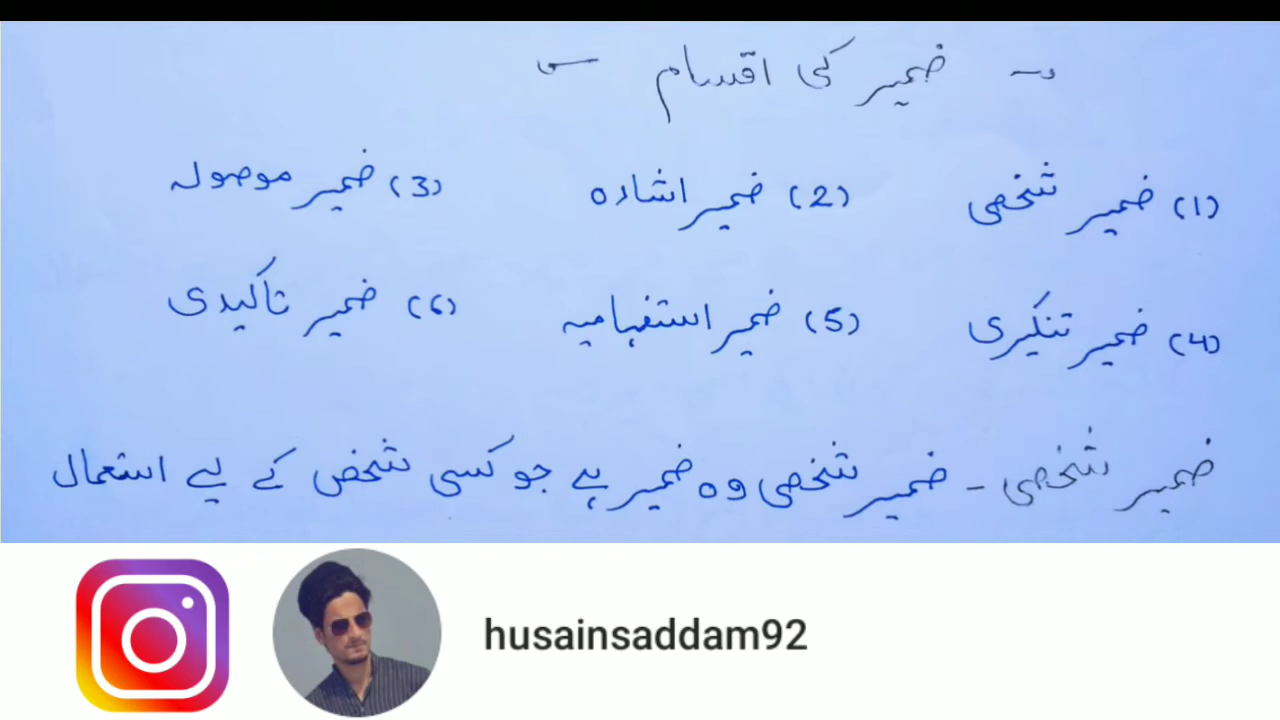 ضمیر کی اقسام
(1) ضمیر شخصی (2) ضمیر اشارہ (3) ضمیر موصولہ
(4) ضمیر تنکیری (5) ضمیر استفہامیہ (6) ضمیر تاکیدی
ضمیر شخصی - ضمیر شخصی وہ ضمیر ہے جو کسی شخص کے لیے استعمال
husainsaddam92